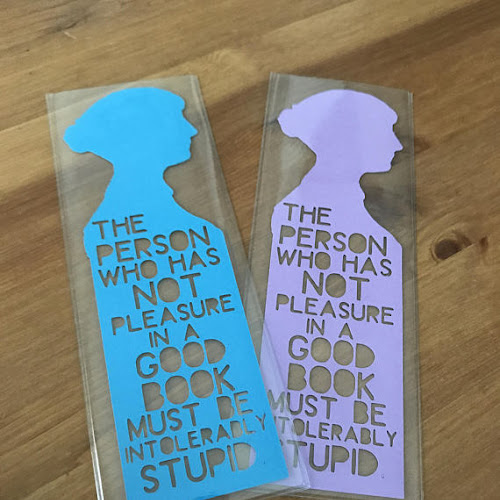 THE
PERSON
WHO HAS
NOT
PLEASURE
IN A
GOOD
BOOK
MUST BE
INTOLERABLY
STUPID
THE
PERSON
WHO HAS
NOT
PLEASURE
IN A
GOOD
BOOK
MUST BE
TOLERABLY
STUPID